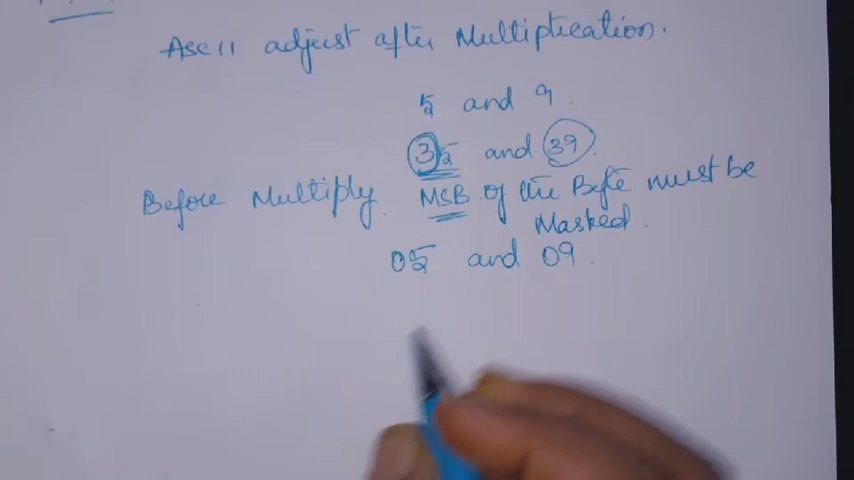 Ascii adjust after Multiplication.
5 and 9.
35 and 39.
Before Multiply. MSB of the Byte must be
Masked.
05 and 09.